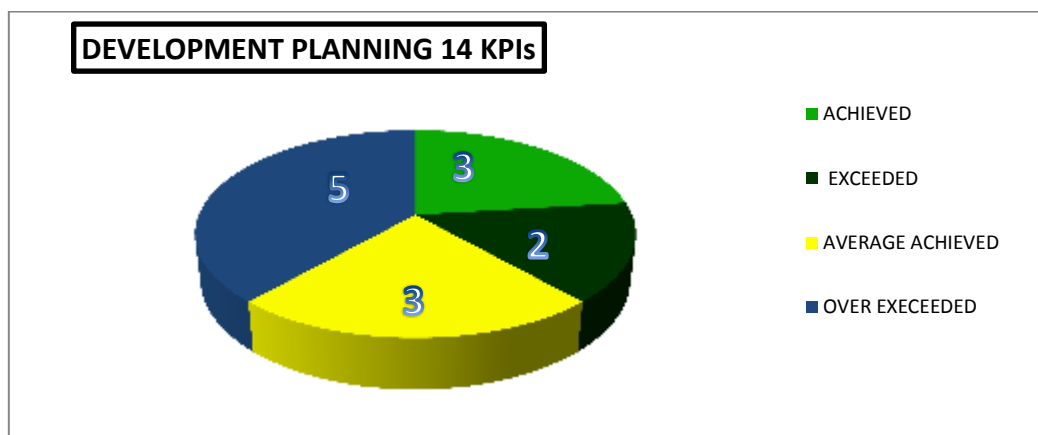 DEVELOPMENT PLANNING 14 KPIs
3
5
2
3
ACHIEVED
EXCEEDED
AVERAGE ACHIEVED
OVER EXECEEDED